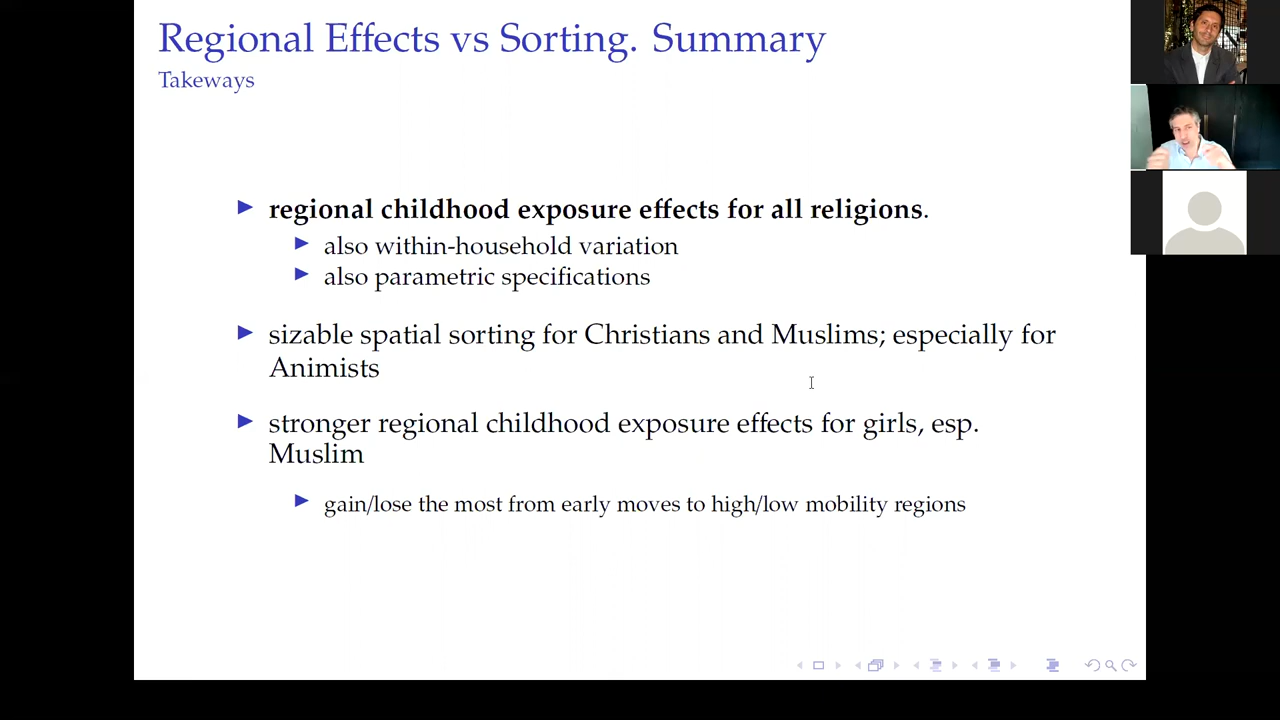 Regional Effects vs Sorting. Summary
Takeways
regional childhood exposure effects for all religions.
also within-household variation
also parametric specifications
sizable spatial sorting for Christians and Muslims; especially for
Animists
stronger regional childhood exposure effects for girls, esp.
Muslim
gain/lose the most from early moves to high/low mobility regions